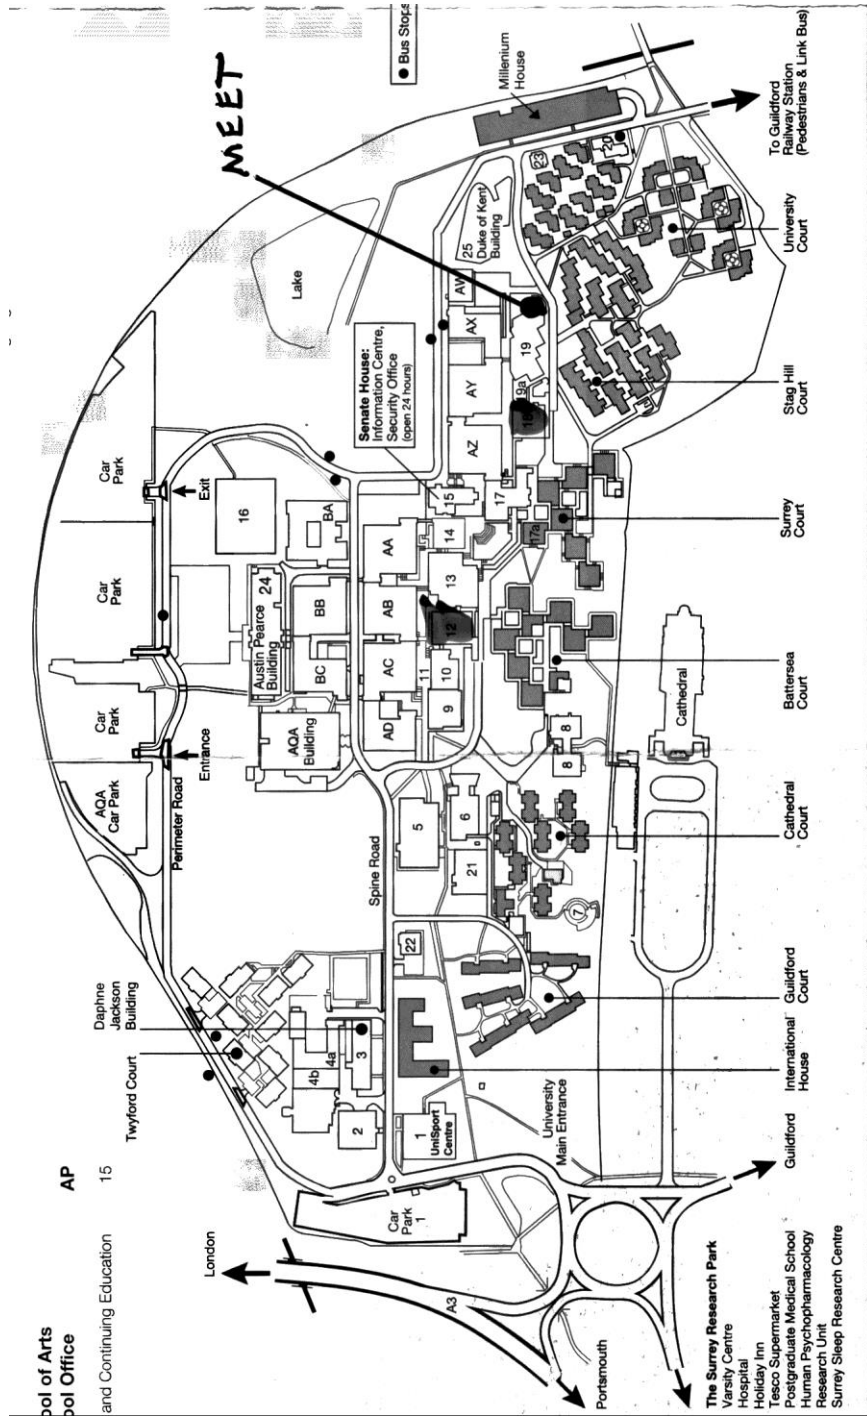 MEET
Bus Stops
Millenium
House
To Guildford
Railway Station
(Pedestrians & Link Bus)
University
Court
Stag Hill
Court
Surrey
Court
Battersea
Court
Cathedral
Court
Guildford
Court
International
House
Guildford
Lake
25
Duke of Kent
Building
23
20
AW
AX
AY
AZ
19
9a
18
Senate House:
Information Centre,
Security Office
(open 24 hours)
15
17
17a
14
13
12
11
10
9
Car
Park
Exit
16
BA
AA
AB
AC
AD
BB
BC
24
Austin Pearce
Building
AQA
Building
Car
Park
Car
Park
AQA
Car Park
Entrance
Perimeter Road
Spine Road
5
6
21
22
7
8
8
Cathedral
Daphne
Jackson
Building
Twyford Court
4b
4a
3
2
1
UniSport
Centre
University
Main Entrance
Car
Park
1
London
A3
Portsmouth
ool of Arts
ool Office
AP
and Continuing Education
15
The Surrey Research Park
Varsity Centre
Hospital
Holiday Inn
Tesco Supermarket
Postgraduate Medical School
Human Psychopharmacology
Research Unit
Surrey Sleep Research Centre